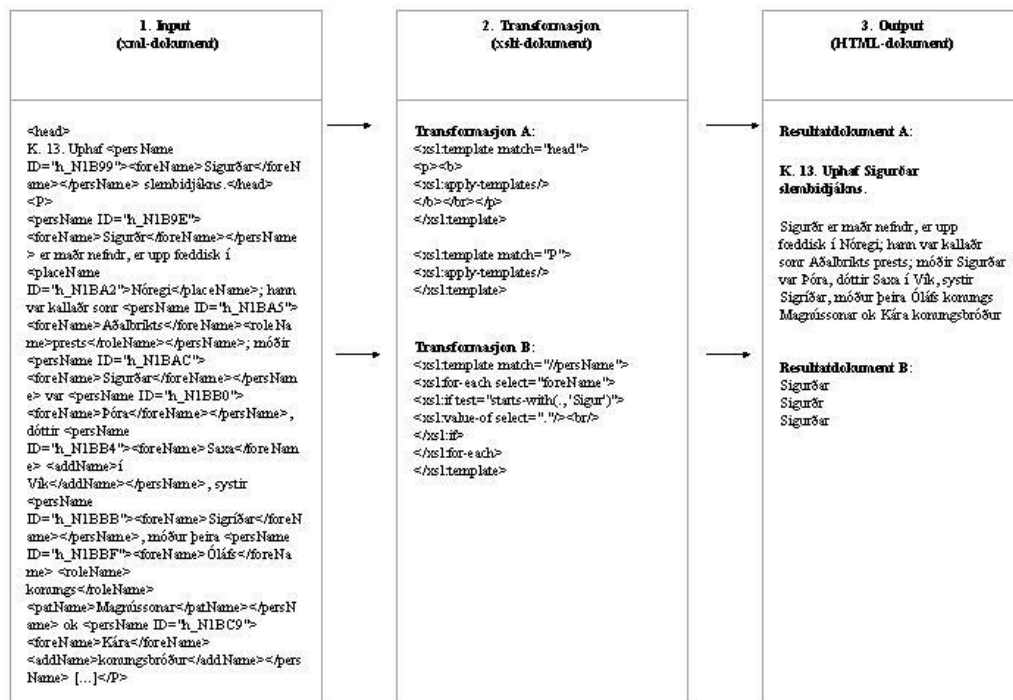 1. Input
(xml-dokument)
<head>
K. 13. Uphaf <persName
ID="h_N1B99"><foreName>Sigurðar</foreN
ame></persName> slembidjákns.</head>
<P>
<persName ID="h_N1B9E">
<foreName>Sigurðr</foreName></persName
> er maðr nefndr, er upp fœddisk í
<placeName
ID="h_N1BA2">Nóregi</placeName>; hann
var kallaðr sonr <persName ID="h_N1BA5">
<foreName>Aðalbrikts</foreName><roleNa
me>prests</roleName></persName>; móðir
<persName ID="h_N1BAC">
<foreName>Sigurðar</foreName></persNam
e> var <persName ID="h_N1BB0">
<foreName>Þóra</foreName></persName>,
dóttir <persName
ID="h_N1BB4"><foreName>Saxa</foreNam
e> <addName>í
Vík</addName></persName>, systir
<persName
ID="h_N1BBB"><foreName>Sigríðar</foreN
ame></persName>, móður þeira <persName
ID="h_N1BBF"><foreName>Óláfs</foreNa
me> <roleName>
konungs</roleName>
<patName>Magnússonar</patName></persN
ame> ok <persName ID="h_N1BC9">
<foreName>Kára</foreName>
<addName>konungsbróður</addName></pers
Name> [...]</P>
2. Transformasjon
(xslt-dokument)
Transformasjon A:
<xsl:template match="head">
<p><b>
<xsl:apply-templates/>
</b></br></p>
</xsl:template>
<xsl:template match="P">
<xsl:apply-templates/>
</xsl:template>
Transformasjon B:
<xsl:template match="//persName">
<xsl:for-each select="foreName">
<xsl:if test="starts-with(., 'Sigur')">
<xsl:value-of select="."/><br/>
</xsl:if>
</xsl:for-each>
</xsl:template>
3. Output
(HTML-dokument)
Resultatdokument A:
K. 13. Uphaf Sigurðar
slembidjákns.
Sigurðr er maðr nefndr, er upp
fœddisk í Nóregi; hann var kallaðr
sonr Aðalbrikts prests; móðir Sigurðar
var Þóra, dóttir Saxa í Vík, systir
Sigríðar, móður þeira Óláfs konungs
Magnússonar ok Kára konungsbróður
Resultatdokument B:
Sigurðar
Sigurðr
Sigurðar